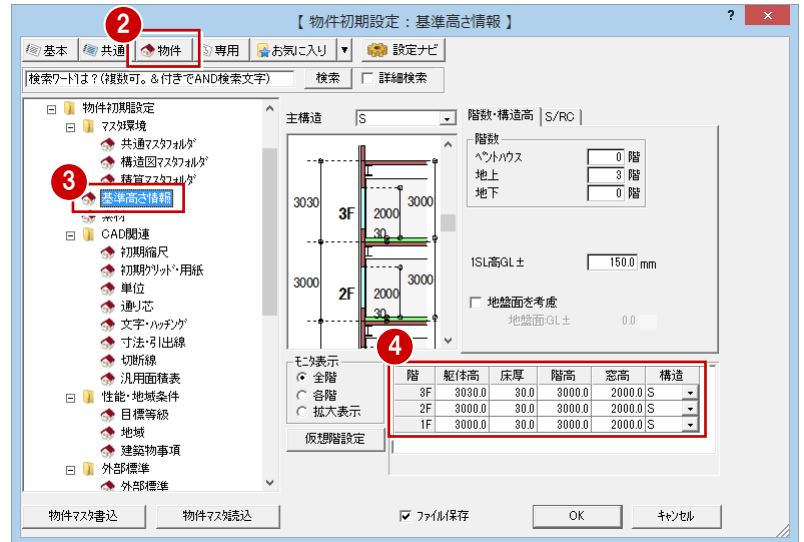 【 物件初期設定：基準高さ情報 】
? ×
2
基本 共通 物件 専用 お気に入り ▼ 設定ナビ
検索ワードは？(複数可。＆付きでAND検索文字) 検索 詳細検索
物件初期設定
マスタ環境
共通マスタフォルダ
構造図マスタフォルダ
積算マスタフォルダ
3
基準高さ情報
CAD関連
初期縮尺
初期グリッド・用紙
単位
通り芯
文字・ハッチング
寸法・引出線
切断線
汎用面積表
性能・地域条件
目標等級
地域
建築物事項
外部標準
外部標準
主構造 S
3030 3F 2000 3000
30
3000 2F 2000 3000
30
階数・構造高 S/RC
階数
ペントハウス 0 階
地上 3 階
地下 0 階
1SL高GL± 150.0 mm
地盤面を考慮
地盤面GL± 0.0
モニタ表示
全階
各階
拡大表示
仮想階設定
4
階 躯体高 床厚 階高 窓高 構造
3F 3030.0 30.0 3000.0 2000.0 S
2F 3000.0 30.0 3000.0 2000.0 S
1F 3000.0 30.0 3000.0 2000.0 S
物件マスタ書込 物件マスタ読込 ファイル保存 OK キャンセル